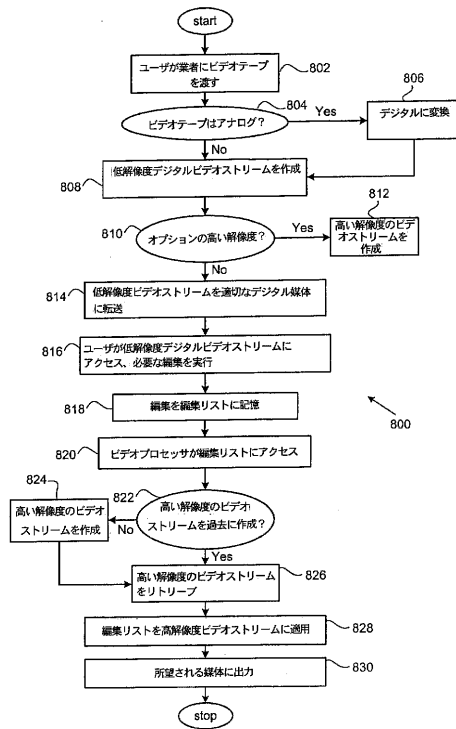 start
ユーザが業者にビデオテープ
を渡す
802
804
ビデオテープはアナログ？
Yes
806
デジタルに変換
No
808
低解像度デジタルビデオストリームを作成
810
オプションの高い解像度？
Yes
812
高い解像度のビデ
オストリームを
作成
No
814
低解像度ビデオストリームを適切なデジタル媒体
に転送
816
ユーザが低解像度デジタルビデオストリームに
アクセス、必要な編集を実行
818
編集を編集リストに記憶
800
820
ビデオプロセッサが編集リストにアクセス
822
高い解像度のビデオ
ストリームを過去に作成？
824
高い解像度のビデオ
ストリームを作成
No
Yes
高い解像度のビデオストリーム
をリトリーブ
826
編集リストを高解像度ビデオストリームに適用
828
所望される媒体に出力
830
stop